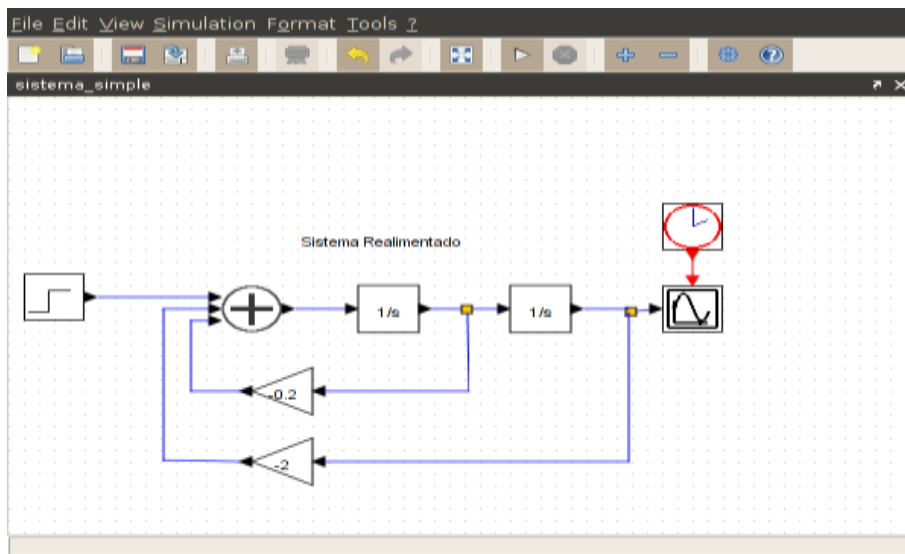 File Edit View Simulation Format Tools ?
sistema_simple
Sistema Realimentado
1/s
1/s
-0.2
-2